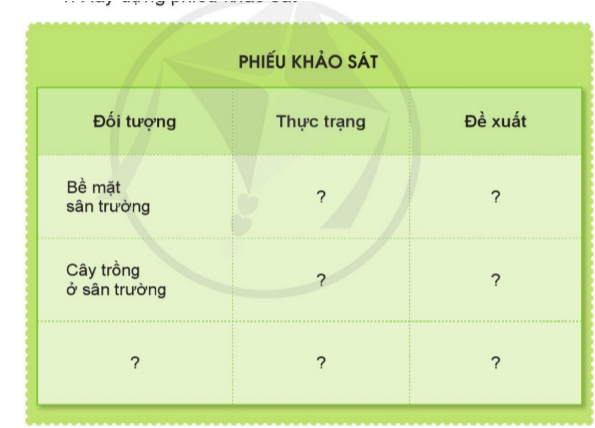 PHIẾU KHẢO SÁT
Đối tượng Thực trạng Đề xuất
Bề mặt
sân trường
? ?
Cây trồng
ở sân trường
? ?
? ? ?